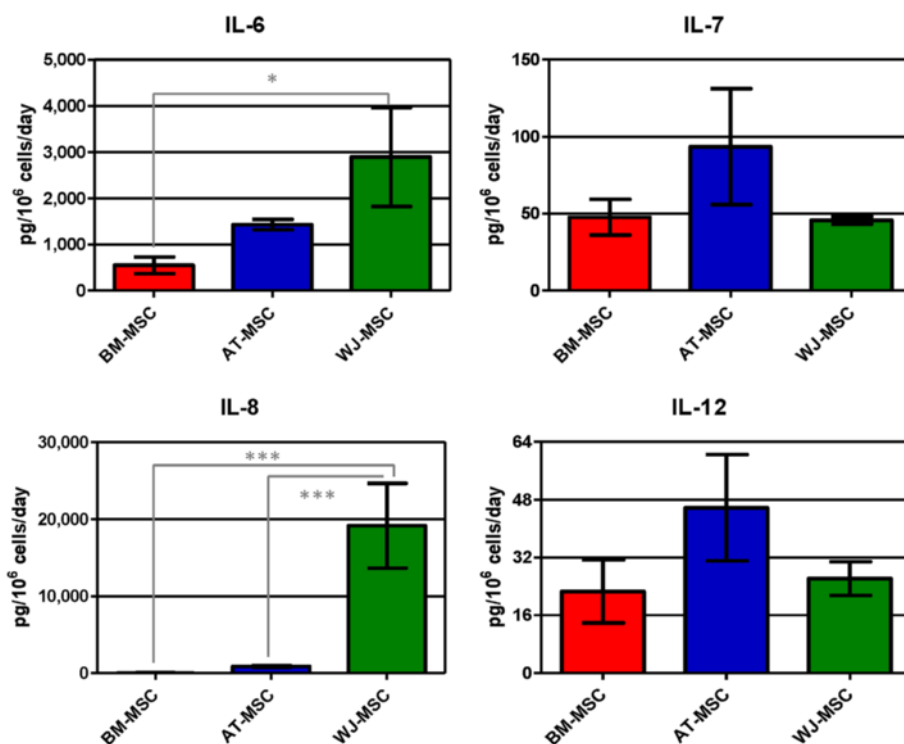 IL-6
5,000
4,000
3,000
2,000
1,000
0
pg/10⁶ cells/day
*
BM-MSC
AT-MSC
WJ-MSC
IL-7
150
100
50
0
pg/10⁶ cells/day
BM-MSC
AT-MSC
WJ-MSC
IL-8
30,000
20,000
10,000
0
pg/10⁶ cells/day
***
***
BM-MSC
AT-MSC
WJ-MSC
IL-12
64
48
32
16
0
pg/10⁶ cells/day
BM-MSC
AT-MSC
WJ-MSC